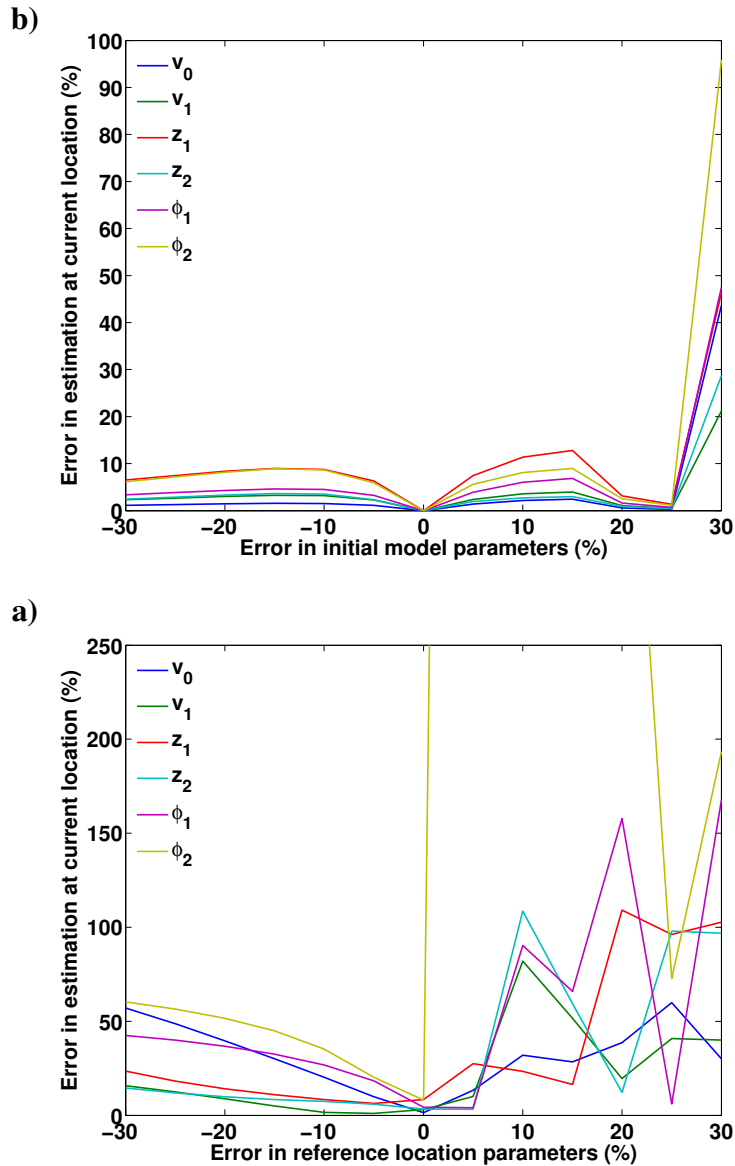 b)
Error in estimation at current location (%)
100
90
80
70
60
50
40
30
20
10
0
v₀
v₁
z₁
z₂
ϕ₁
ϕ₂
−30 −20 −10 0 10 20 30
Error in initial model parameters (%)
a)
Error in estimation at current location (%)
250
200
150
100
50
0
v₀
v₁
z₁
z₂
ϕ₁
ϕ₂
−30 −20 −10 0 10 20 30
Error in reference location parameters (%)